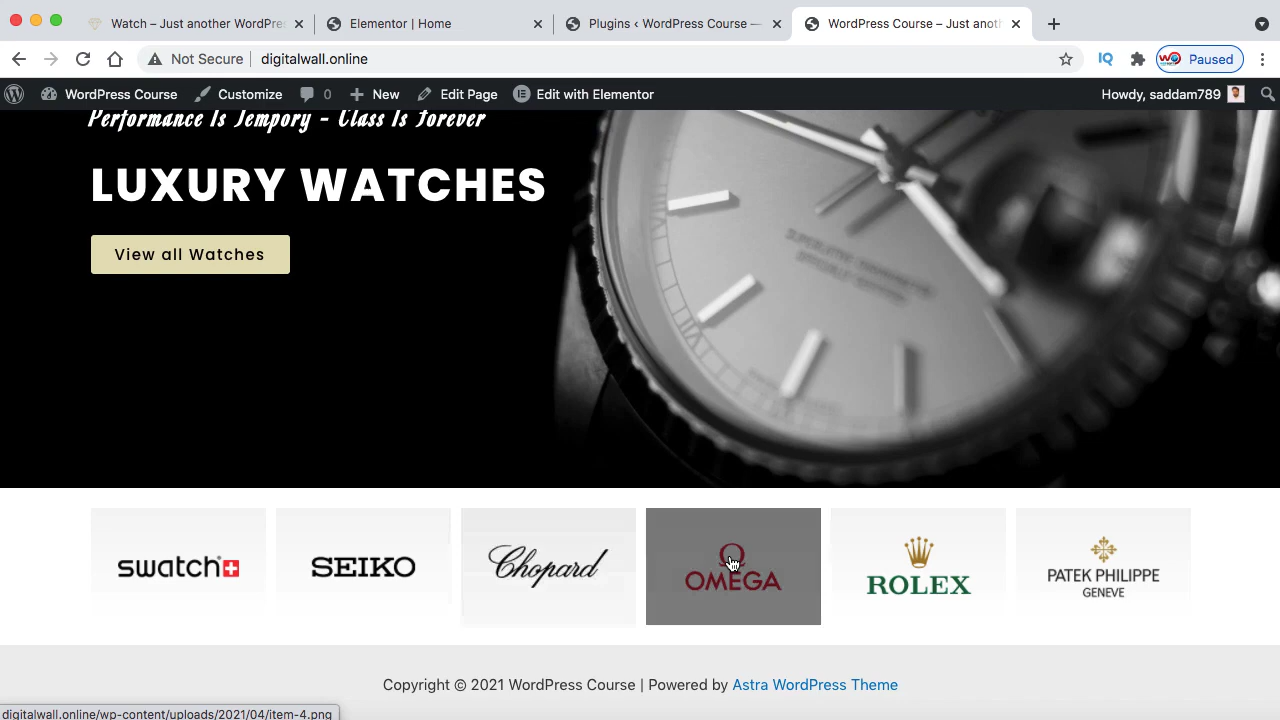 Watch – Just another WordPre
Elementor | Home
Plugins ‹ WordPress Course —
WordPress Course – Just anoth
Not Secure
digitalwall.online
IQ
Paused
WordPress Course
Customize
0
New
Edit Page
Edit with Elementor
Howdy, saddam789
Performance Is Tempory - Class Is Forever
LUXURY WATCHES
View all Watches
swatch
SEIKO
Chopard
Ω
OMEGA
ROLEX
PATEK PHILIPPE
GENEVE
Copyright © 2021 WordPress Course | Powered by Astra WordPress Theme
digitalwall.online/wp-content/uploads/2021/04/item-4.png